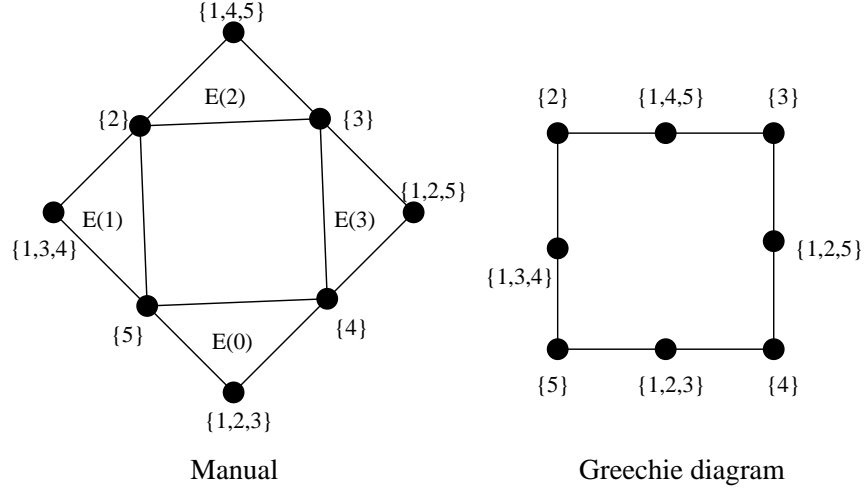 {1,4,5}
E(2)
{2}
{3}
{1,2,5}
E(1)
E(3)
{1,3,4}
{5}
E(0)
{4}
{1,2,3}
Manual
{2}
{1,4,5}
{3}
{1,3,4}
{1,2,5}
{5}
{1,2,3}
{4}
Greechie diagram